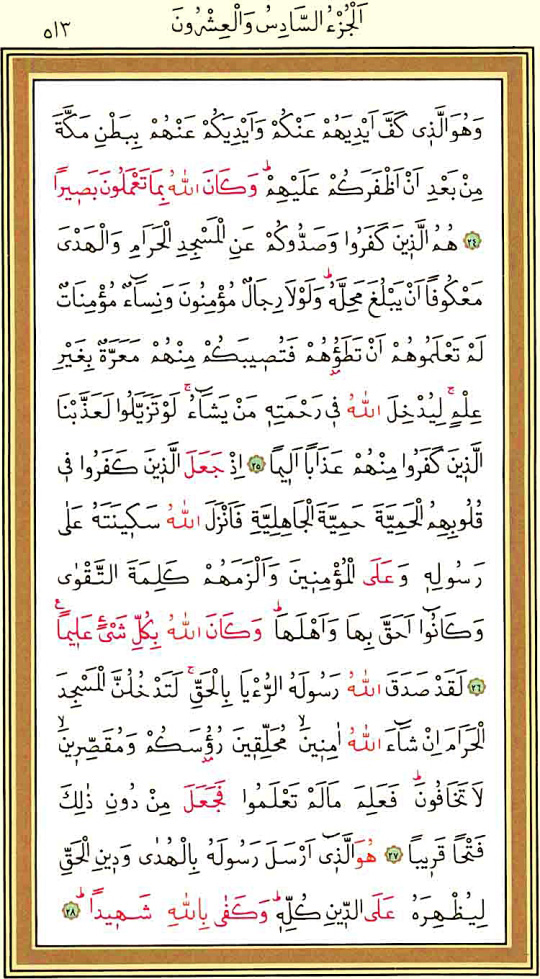 اَلْجُزْءُ السَّادِسُ وَالْعِشْرُونَ
٥١٣
وَهُوَ الَّذ۪ى كَفَّ اَيْدِيَهُمْ عَنْكُمْ وَاَيْدِيَكُمْ عَنْهُمْ بِبَطْنِ مَكَّةَ
مِنْ بَعْدِ اَنْ اَظْفَرَكُمْ عَلَيْهِمْۜ وَكَانَ اللّٰهُ بِمَا تَعْمَلُونَ بَص۪يرًا
﴿٢٤﴾ هُمُ الَّذ۪ينَ كَفَرُوا وَصَدُّوكُمْ عَنِ الْمَسْجِدِ الْحَرَامِ وَالْهَدْىَ
مَعْكُوفًا اَنْ يَبْلُغَ مَحِلَّهُۜ وَلَوْلَا رِجَالٌ مُؤْمِنُونَ وَنِسَٓاءٌ مُؤْمِنَاتٌ
لَمْ تَعْلَمُوهُمْ اَنْ تَطَؤُ۫هُمْ فَتُص۪يبَكُمْ مِنْهُمْ مَعَرَّةٌ بِغَيْرِ
عِلْمٍۚ لِيُدْخِلَ اللّٰهُ ف۪ى رَحْمَتِه۪ مَنْ يَشَٓاءُۚ لَوْ تَزَيَّلُوا لَعَذَّبْنَا
الَّذ۪ينَ كَفَرُوا مِنْهُمْ عَذَابًا اَل۪يمًا ﴿٢٥﴾ اِذْ جَعَلَ الَّذ۪ينَ كَفَرُوا ف۪ى
قُلُوبِهِمُ الْحَمِيَّةَ حَمِيَّةَ الْجَاهِلِيَّةِ فَاَنْزَلَ اللّٰهُ سَك۪ينَتَهُ عَلٰى
رَسُولِه۪ وَعَلَى الْمُؤْمِن۪ينَ وَاَلْزَمَهُمْ كَلِمَةَ التَّقْوٰى
وَكَانُٓوا اَحَقَّ بِهَا وَاَهْلَهَاۜ وَكَانَ اللّٰهُ بِكُلِّ شَىْءٍ عَل۪يمًا۟
﴿٢٦﴾ لَقَدْ صَدَقَ اللّٰهُ رَسُولَهُ الرُّءْيَا بِالْحَقِّۚ لَتَدْخُلُنَّ الْمَسْجِدَ
الْحَرَامَ اِنْ شَٓاءَ اللّٰهُ اٰمِن۪ينَۙ مُحَلِّق۪ينَ رُؤُ۫سَكُمْ وَمُقَصِّر۪ينَۙ
لَا تَخَافُونَۜ فَعَلِمَ مَالَمْ تَعْلَمُوا فَجَعَلَ مِنْ دُونِ ذٰلِكَ
فَتْحًا قَر۪يبًا ﴿٢٧﴾ هُوَ الَّذ۪ٓى اَرْسَلَ رَسُولَهُ بِالْهُدٰى وَد۪ينِ الْحَقِّ
لِيُظْهِرَهُ عَلَى الدّ۪ينِ كُلِّه۪ۜ وَكَفٰى بِاللّٰهِ شَه۪يدًاۜ ﴿٢٨﴾